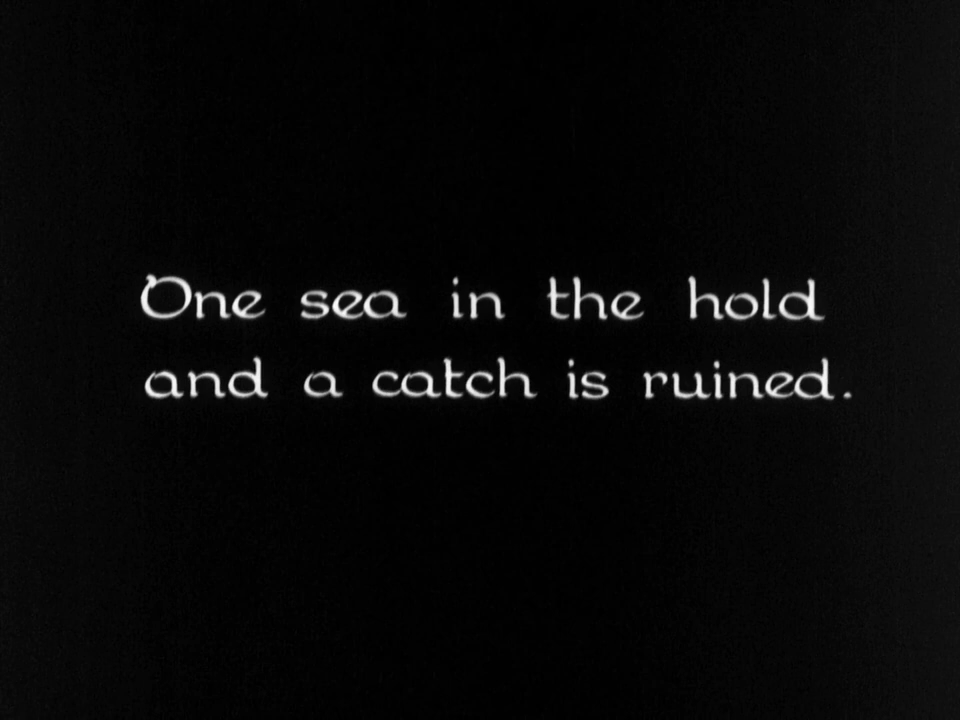 One sea in the hold
and a catch is ruined.